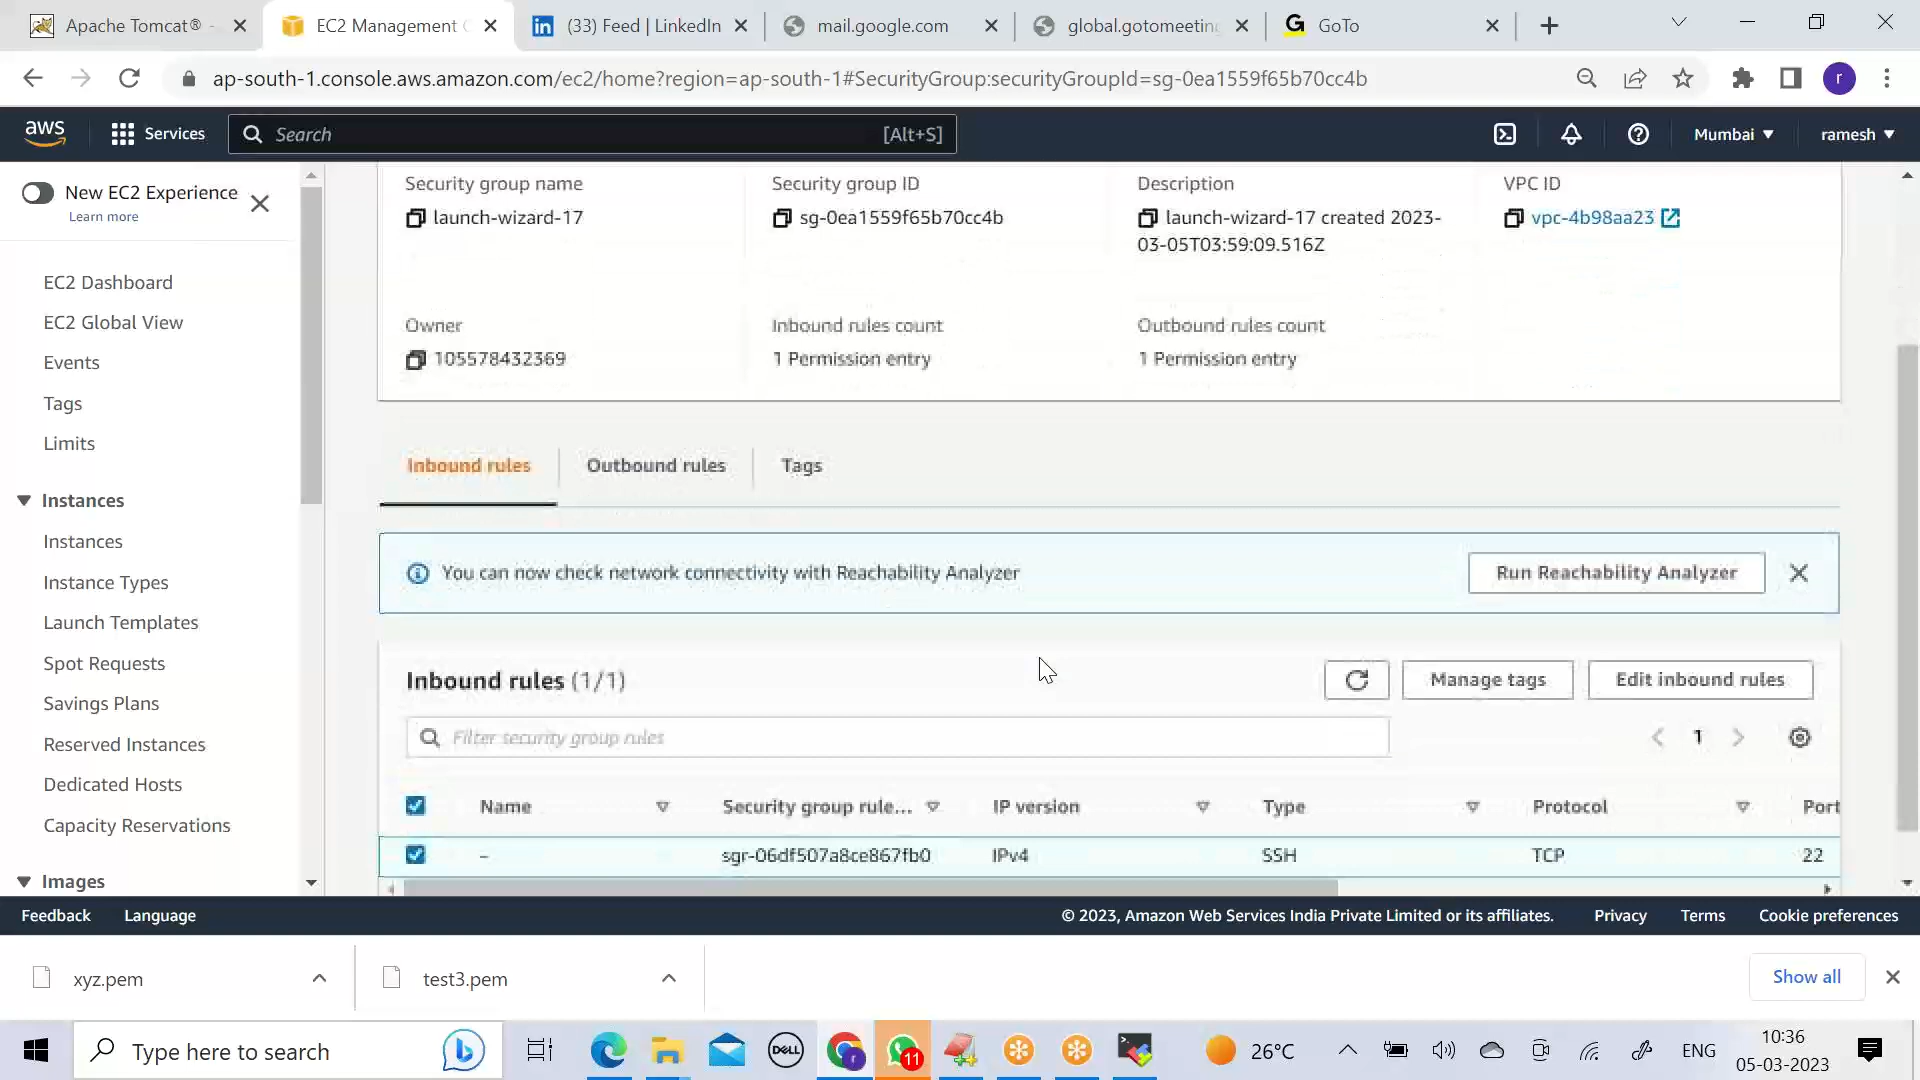 Apache Tomcat® -
EC2 Management C
(33) Feed | LinkedIn
mail.google.com
global.gotomeeting
GoTo
ap-south-1.console.aws.amazon.com/ec2/home?region=ap-south-1#SecurityGroup:securityGroupId=sg-0ea1559f65b70cc4b
r
aws
Services
Search
[Alt+S]
Mumbai
ramesh
New EC2 Experience
Learn more
EC2 Dashboard
EC2 Global View
Events
Tags
Limits
Instances
Instances
Instance Types
Launch Templates
Spot Requests
Savings Plans
Reserved Instances
Dedicated Hosts
Capacity Reservations
Images
Security group name
launch-wizard-17
Security group ID
sg-0ea1559f65b70cc4b
Description
launch-wizard-17 created 2023-
03-05T03:59:09.516Z
VPC ID
vpc-4b98aa23
Owner
105578432369
Inbound rules count
1 Permission entry
Outbound rules count
1 Permission entry
Inbound rules
Outbound rules
Tags
You can now check network connectivity with Reachability Analyzer
Run Reachability Analyzer
Inbound rules (1/1)
Manage tags
Edit inbound rules
Filter security group rules
1
Name
Security group rule...
IP version
Type
Protocol
Port
–
sgr-06df507a8ce867fb0
IPv4
SSH
TCP
22
Feedback
Language
© 2023, Amazon Web Services India Private Limited or its affiliates.
Privacy
Terms
Cookie preferences
xyz.pem
test3.pem
Show all
Type here to search
DELL
r
11
26°C
ENG
10:36
05-03-2023